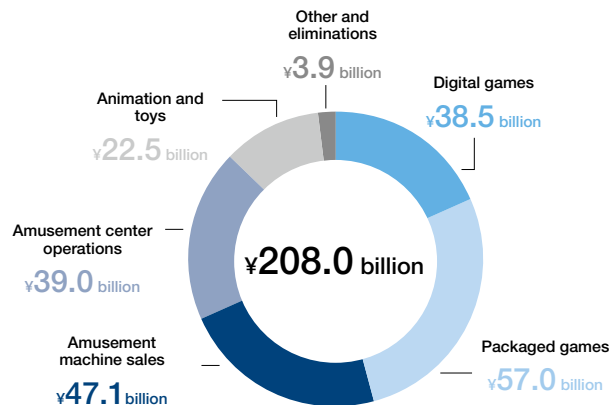 Other and
eliminations
¥3.9 billion
Digital games
¥38.5 billion
Animation and
toys
¥22.5 billion
Amusement center
operations
¥39.0 billion
¥208.0 billion
Amusement
machine sales
¥47.1 billion
Packaged games
¥57.0 billion